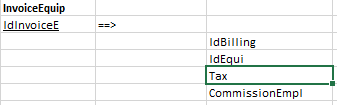 InvoiceEquip
IdInvoiceE ==>
IdBilling
IdEqui
Tax
CommissionEmpl